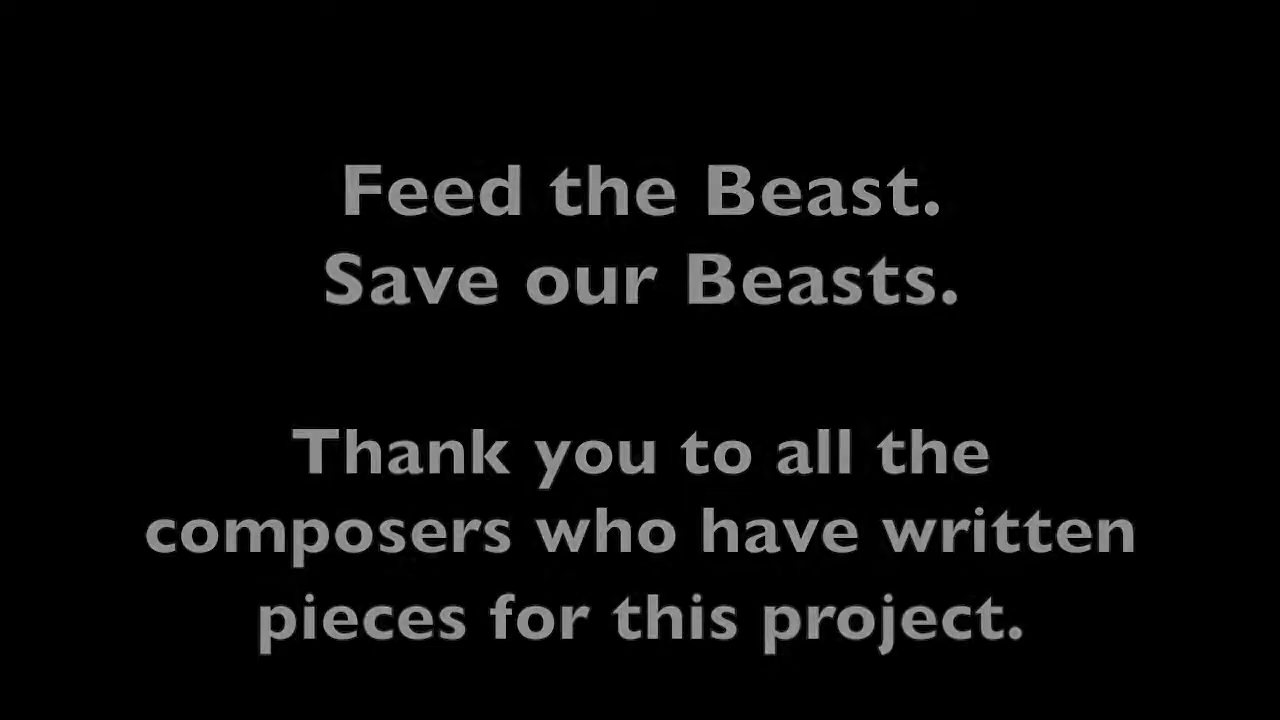 Feed the Beast.
Save our Beasts.
Thank you to all the
composers who have written
pieces for this project.